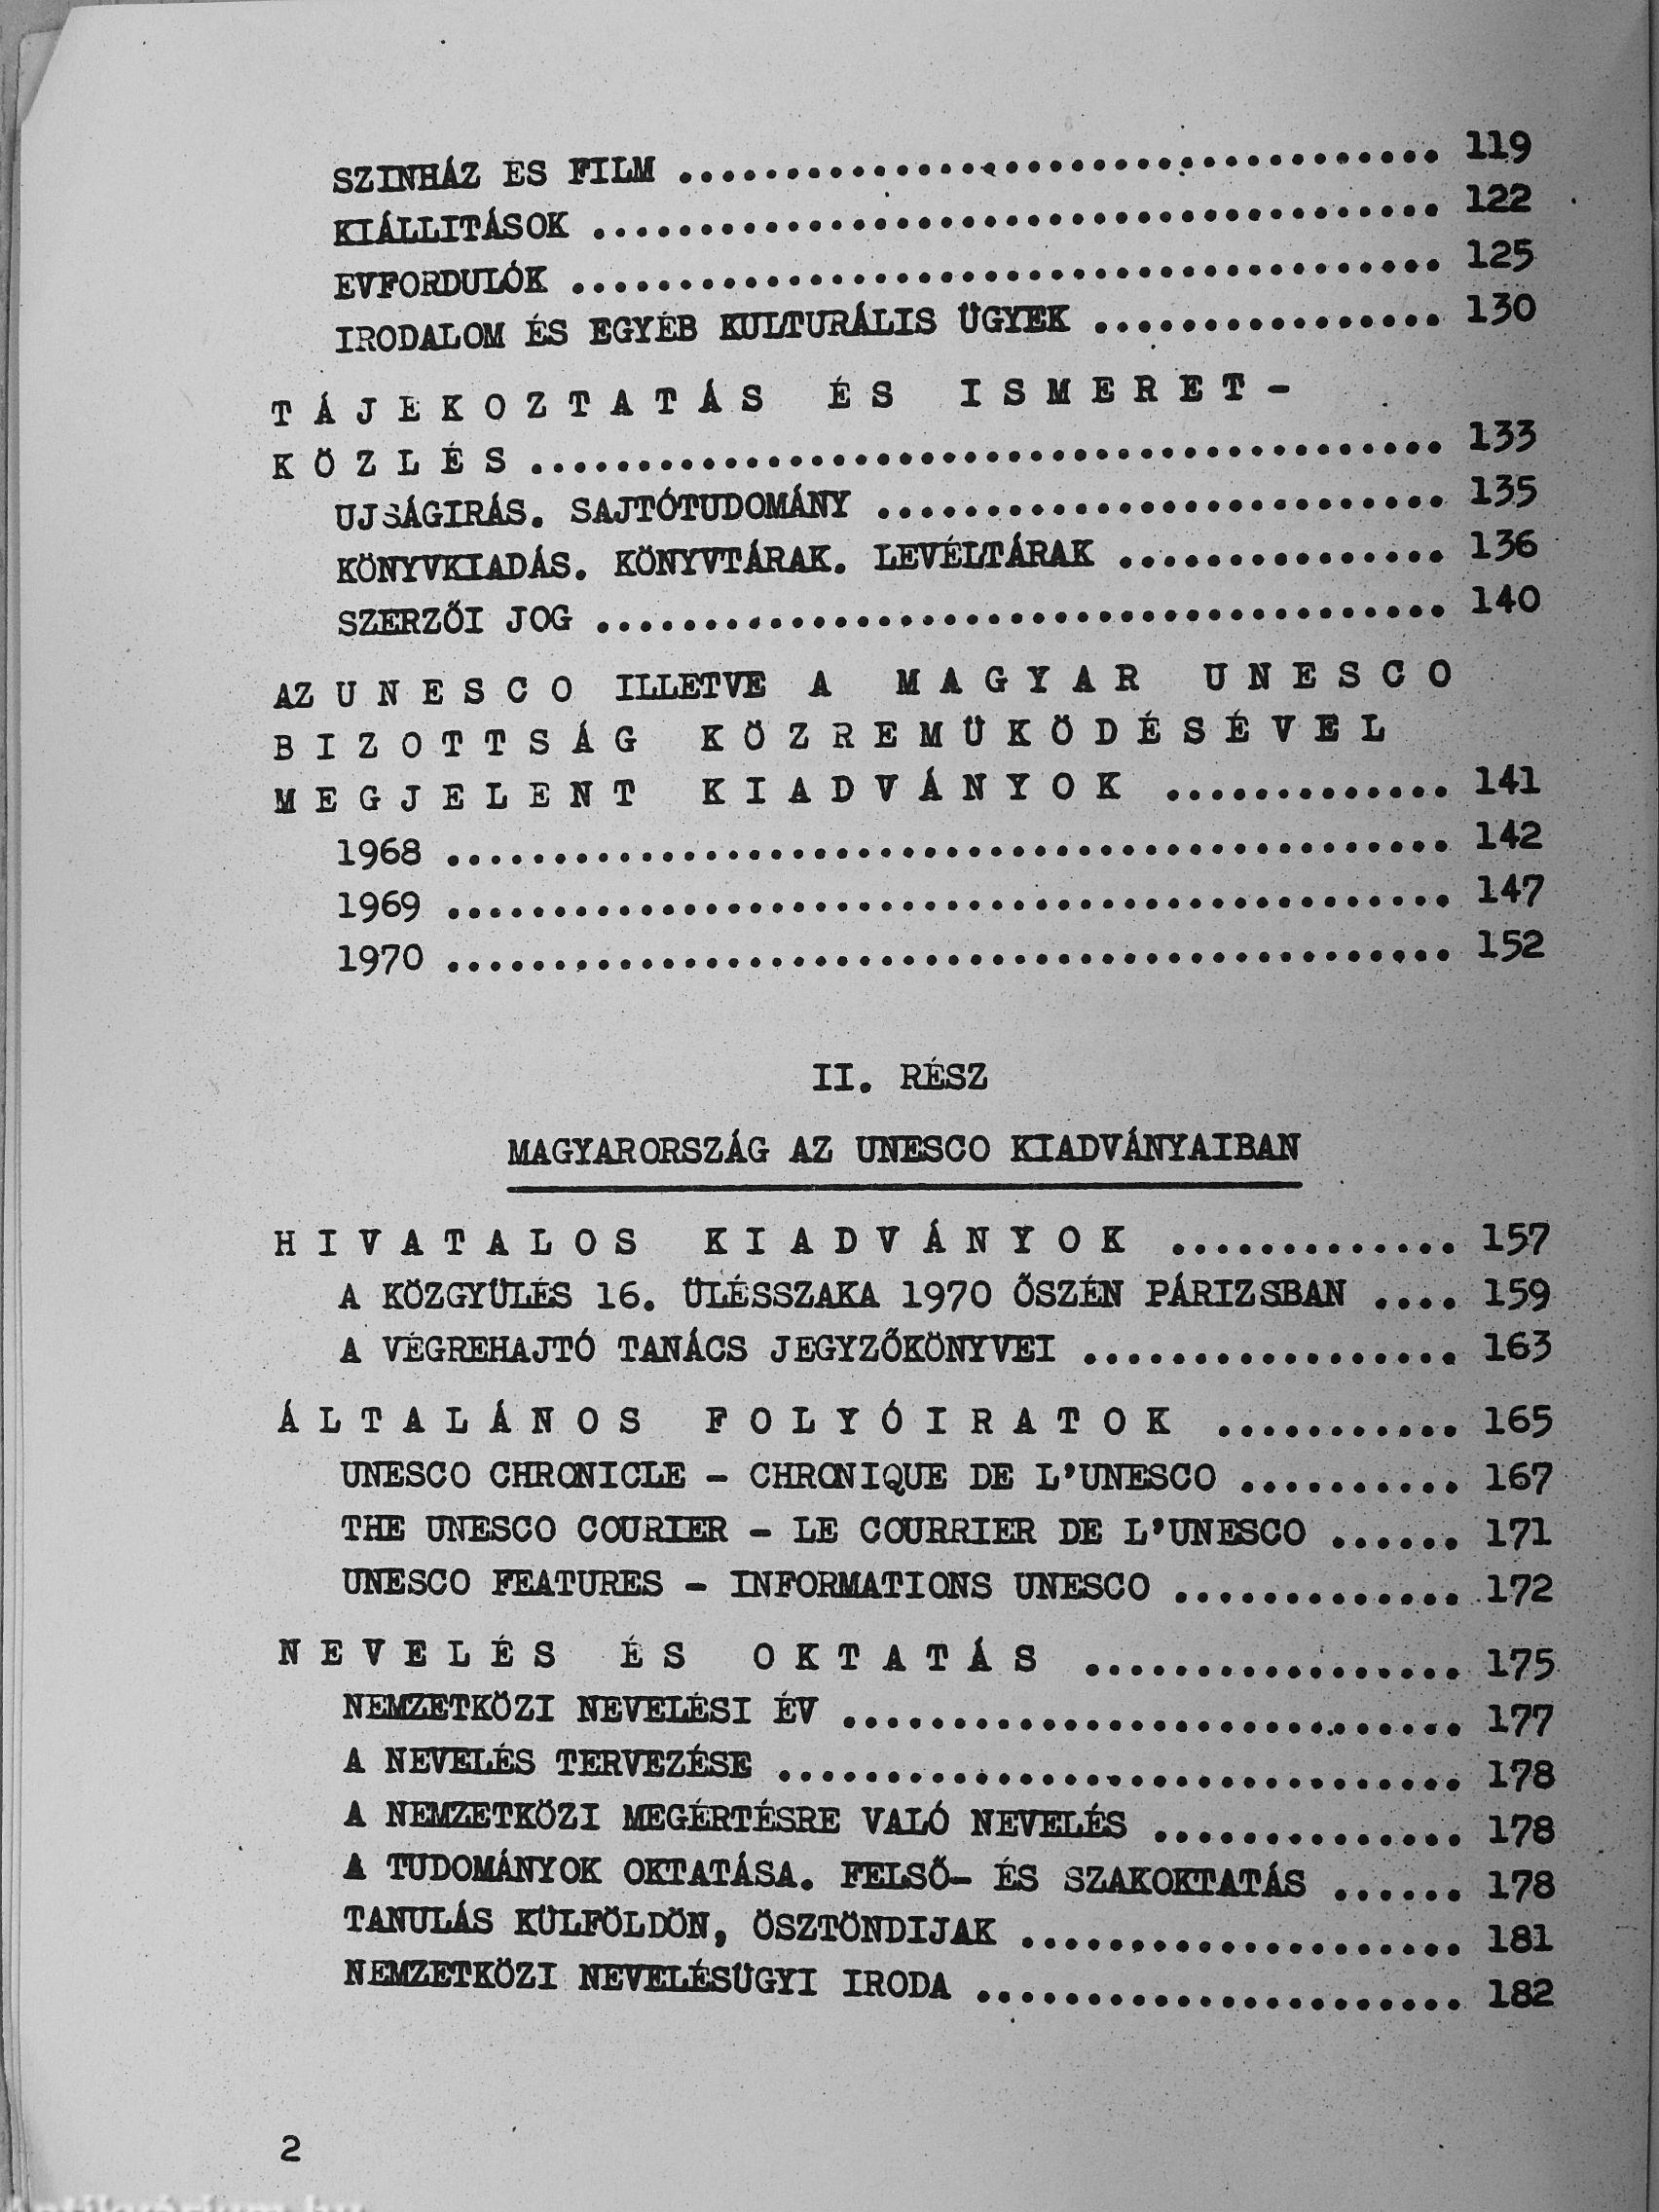 SZINHÁZ ÉS FILM ................................... 119
KIÁLLITÁSOK ....................................... 122
EVFORDULÓK ........................................ 125
IRODALOM ÉS EGYÉB KULTURÁLIS ÜGYEK ................ 130
T Á J É K O Z T A T Á S   É S   I S M E R E T -
K Ö Z L É S .......................................... 133
UJSÁGIRÁS. SAJTÓTUDOMÁNY .......................... 135
KÖNYVKIADÁS. KÖNYVTÁRAK. LEVÉLTÁRAK ............... 136
SZERZŐI JOG ....................................... 140
AZ U N E S C O ILLETVE A   M A G Y A R   U N E S C O
B I Z O T T S Á G   K Ö Z R E M Ü K Ö D É S É V E L
M E G J E L E N T   K I A D V Á N Y O K ............. 141
1968 .............................................. 142
1969 .............................................. 147
1970 .............................................. 152
II. RÉSZ
MAGYARORSZÁG AZ UNESCO KIADVÁNYAIBAN
H I V A T A L O S   K I A D V Á N Y O K ............. 157
A KÖZGYÜLÉS 16. ÜLÉSSZAKA 1970 ŐSZÉN PÁRIZSBAN .... 159
A VÉGREHAJTÓ TANÁCS JEGYZŐKÖNYVEI ................. 163
Á L T A L Á N O S   F O L Y Ó I R A T O K ........... 165
UNESCO CHRONICLE - CHRONIQUE DE L'UNESCO .......... 167
THE UNESCO COURIER - LE COURRIER DE L'UNESCO ...... 171
UNESCO FEATURES - INFORMATIONS UNESCO ............. 172
N E V E L É S   É S   O K T A T Á S ................. 175
NEMZETKÖZI NEVELÉSI ÉV ............................ 177
A NEVELÉS TERVEZÉSE ............................... 178
A NEMZETKÖZI MEGÉRTÉSRE VALÓ NEVELÉS .............. 178
A TUDOMÁNYOK OKTATÁSA. FELSŐ- ÉS SZAKOKTATÁS ...... 178
TANULÁS KÜLFÖLDÖN, ÖSZTÖNDIJAK .................... 181
NEMZETKÖZI NEVELÉSÜGYI IRODA ...................... 182
2